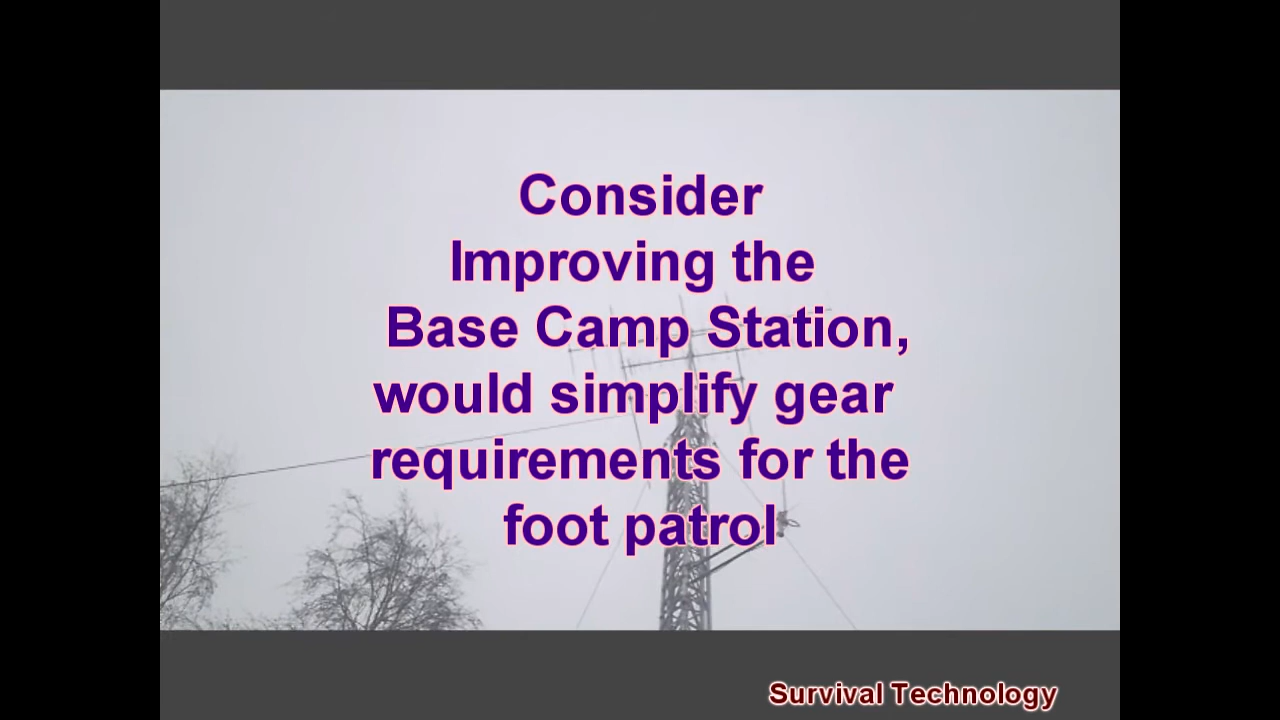 Consider
Improving the
Base Camp Station,
would simplify gear
requirements for the
foot patrol
Survival Technology